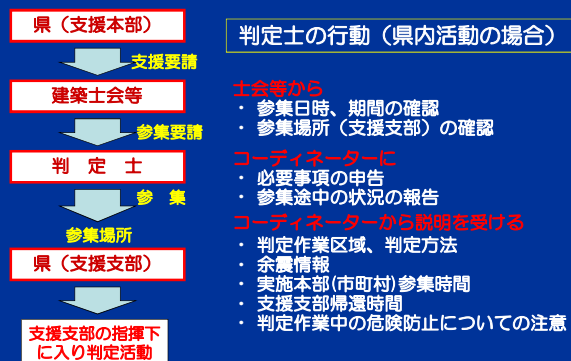 県（支援本部）
支援要請
建築士会等
参集要請
判　定　士
参　集
参集場所
県（支援支部）
支援支部の指揮下
に入り判定活動
判定士の行動（県内活動の場合）
士会等から
・ 参集日時、期間の確認
・ 参集場所（支援支部）の確認
コーディネーターに
・ 必要事項の申告
・ 参集途中の状況の報告
コーディネーターから説明を受ける
・ 判定作業区域、判定方法
・ 余震情報
・ 実施本部(市町村)参集時間
・ 支援支部帰還時間
・ 判定作業中の危険防止についての注意